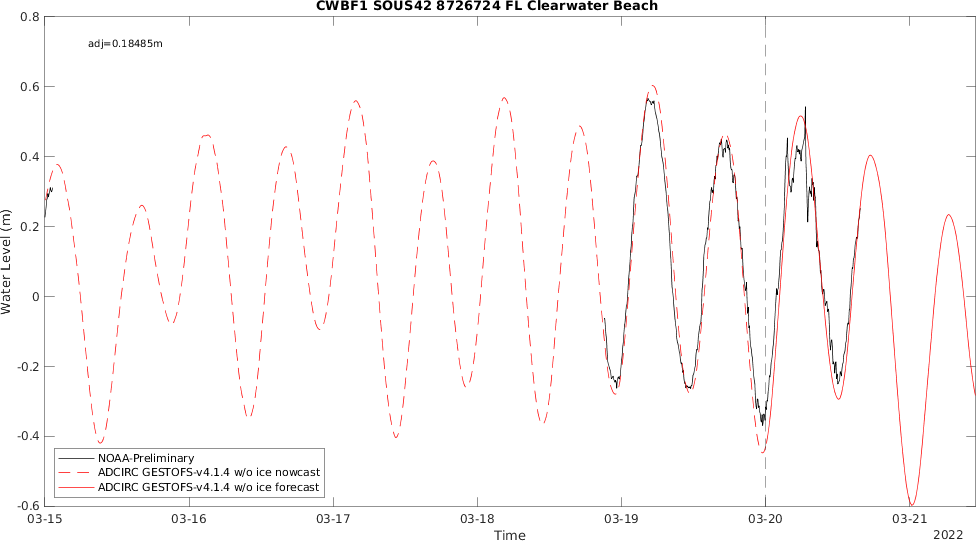 CWBF1 SOUS42 8726724 FL Clearwater Beach
adj=0.18485m
Water Level (m)
0.8
0.6
0.4
0.2
0
-0.2
-0.4
-0.6
NOAA-Preliminary
ADCIRC GESTOFS-v4.1.4 w/o ice nowcast
ADCIRC GESTOFS-v4.1.4 w/o ice forecast
03-15 03-16 03-17 03-18 03-19 03-20 03-21
Time
2022